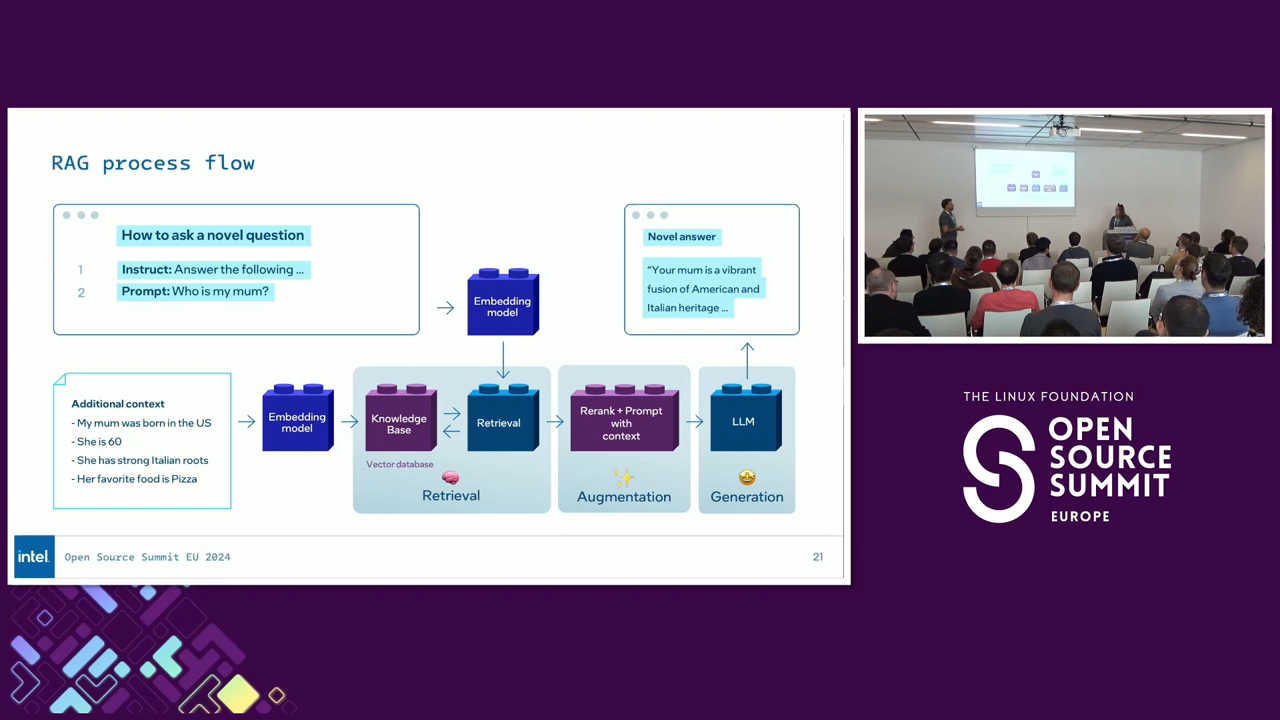 RAG process flow
How to ask a novel question
1 Instruct: Answer the following ...
2 Prompt: Who is my mum?
Novel answer
"Your mum is a vibrant
fusion of American and
Italian heritage ...
Embedding
model
Additional context
- My mum was born in the US
- She is 60
- She has strong Italian roots
- Her favorite food is Pizza
Embedding
model
Knowledge
Base
Vector database
Retrieval
Retrieval
Rerank + Prompt
with
context
Augmentation
LLM
Generation
intel.
Open Source Summit EU 2024
21
THE LINUX FOUNDATION
OPEN
SOURCE
SUMMIT
EUROPE